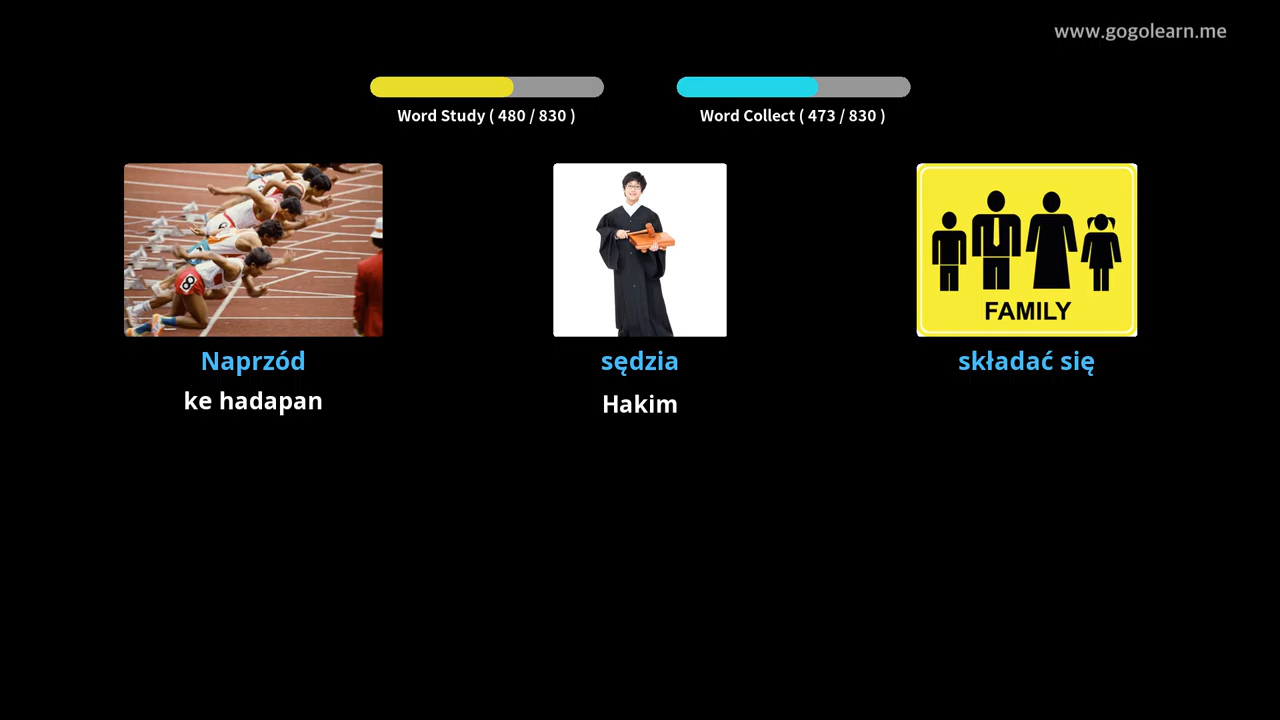 www.gogolearn.me
Word Study ( 480 / 830 )
Word Collect ( 473 / 830 )
8
FAMILY
Naprzód
sędzia
składać się
ke hadapan
Hakim